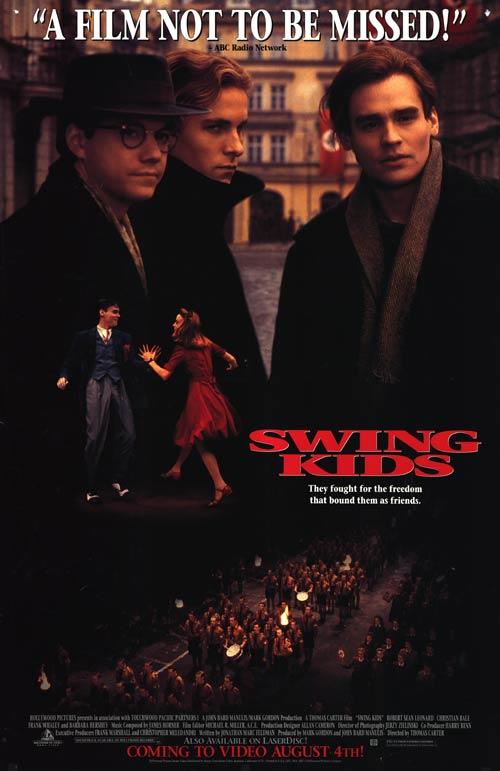 "A FILM NOT TO BE MISSED!"
- ABC Radio Network
SWING
KIDS
They fought for the freedom
that bound them as friends.
HOLLYWOOD PICTURES presents in association with TOUCHWOOD PACIFIC PARTNERS I A JOHN BARD MANULIS/MARK GORDON Production A THOMAS CARTER Film "SWING KIDS" ROBERT SEAN LEONARD CHRISTIAN BALE
FRANK WHALEY and BARBARA HERSHEY Music Composed by JAMES HORNER Film Editor MICHAEL R. MILLER, A.C.E. Production Designer ALLAN CAMERON Director of Photography JERZY ZIELINSKI Co-Producer HARRY BENN
Executive Producers FRANK MARSHALL and CHRISTOPHER MELEDANDRI Written by JONATHAN MARC FELDMAN Produced by MARK GORDON and JOHN BARD MANULIS Directed by THOMAS CARTER
ALSO AVAILABLE ON LASERDISC!
COMING TO VIDEO AUGUST 4TH!